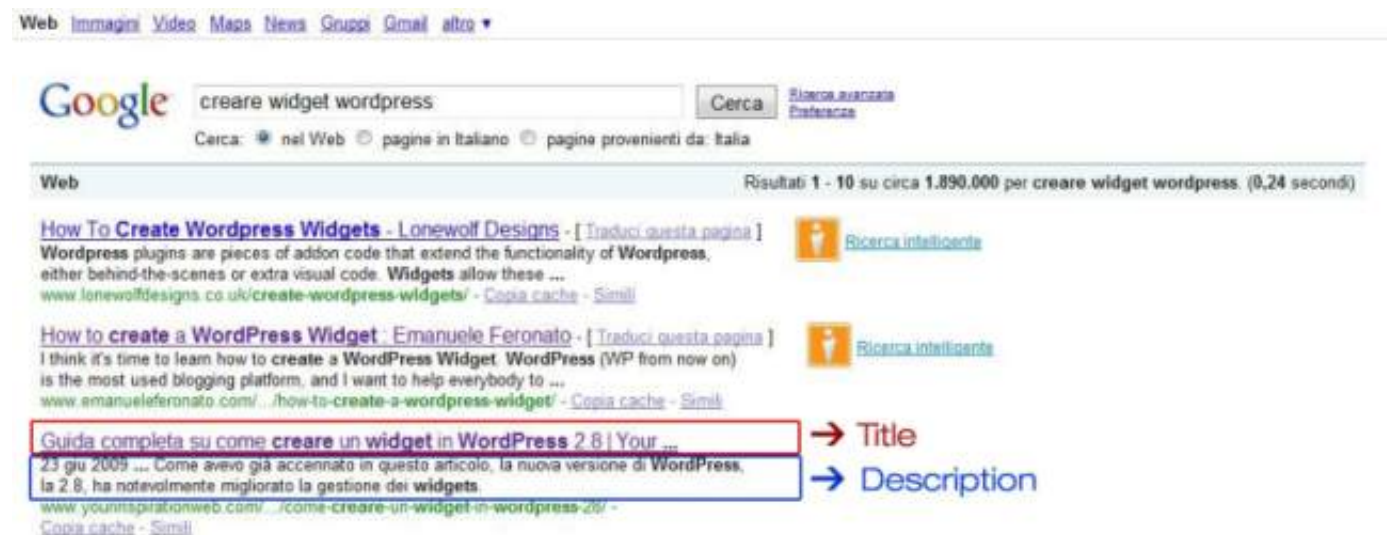 Web Immagini Video Maps News Gruppi Gmail altro ▼
Google creare widget wordpress Cerca Ricerca avanzata
Preferenze
Cerca: nel Web pagine in Italiano pagine provenienti da: Italia
Web Risultati 1 - 10 su circa 1.890.000 per creare widget wordpress. (0,24 secondi)
How To Create Wordpress Widgets - Lonewolf Designs - [ Traduci questa pagina ]
Wordpress plugins are pieces of addon code that extend the functionality of Wordpress,
either behind-the-scenes or extra visual code. Widgets allow these ...
www.lonewolfdesigns.co.uk/create-wordpress-widgets/ - Copia cache - Simili
Ricerca intelligente
How to create a WordPress Widget : Emanuele Feronato - [ Traduci questa pagina ]
I think it's time to learn how to create a WordPress Widget. WordPress (WP from now on)
is the most used blogging platform, and I want to help everybody to ...
www.emanueleferonato.com/.../how-to-create-a-wordpress-widget/ - Copia cache - Simili
Ricerca intelligente
Guida completa su come creare un widget in WordPress 2.8 | Your ...
→ Title
23 giu 2009 ... Come avevo già accennato in questo articolo, la nuova versione di WordPress,
la 2.8, ha notevolmente migliorato la gestione dei widgets.
→ Description
www.yourinspirationweb.com/.../come-creare-un-widget-in-wordpress-28/ -
Copia cache - Simili